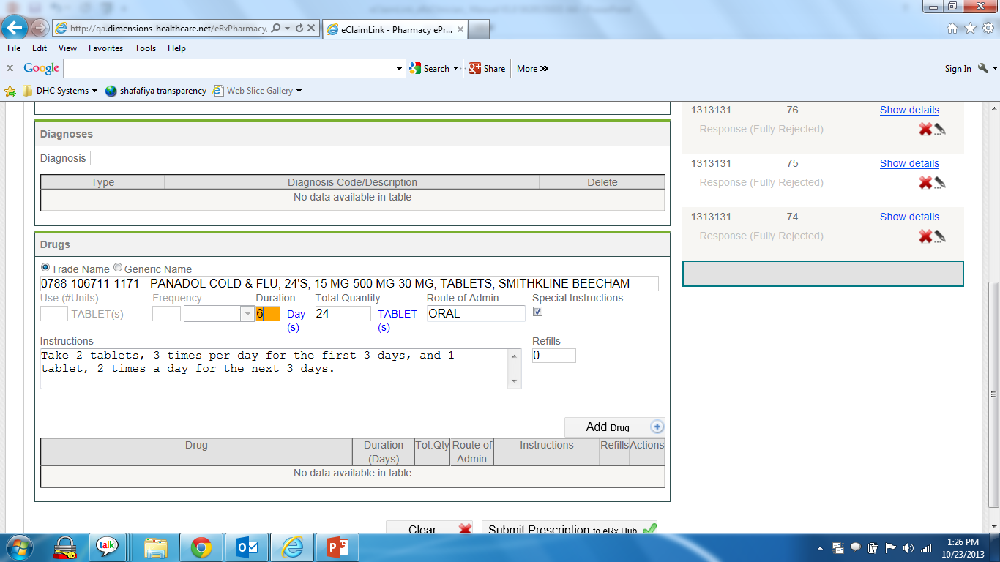 http://qa.dimensions-healthcare.net/eRxPharmacy,
eClaimLink - Pharmacy ePr...
File Edit View Favorites Tools Help
x Google Search Share More »
Sign In
DHC Systems shafafiya transparency Web Slice Gallery
1313131 76 Show details
Response (Fully Rejected)
1313131 75 Show details
Response (Fully Rejected)
1313131 74 Show details
Response (Fully Rejected)
Diagnoses
Diagnosis
Type Diagnosis Code/Description Delete
No data available in table
Drugs
Trade Name Generic Name
0788-106711-1171 - PANADOL COLD & FLU, 24'S, 15 MG-500 MG-30 MG, TABLETS, SMITHKLINE BEECHAM
Use (#Units) Frequency Duration Total Quantity Route of Admin Special Instructions
TABLET(s) 6 Day 24 TABLET ORAL
(s) (s)
Instructions Refills
Take 2 tablets, 3 times per day for the first 3 days, and 1 0
tablet, 2 times a day for the next 3 days.
Add Drug
Drug Duration Tot.Qty Route of Instructions Refills Actions
(Days) Admin
No data available in table
Clear Submit Prescription to eRx Hub
talk
1:26 PM
10/23/2013